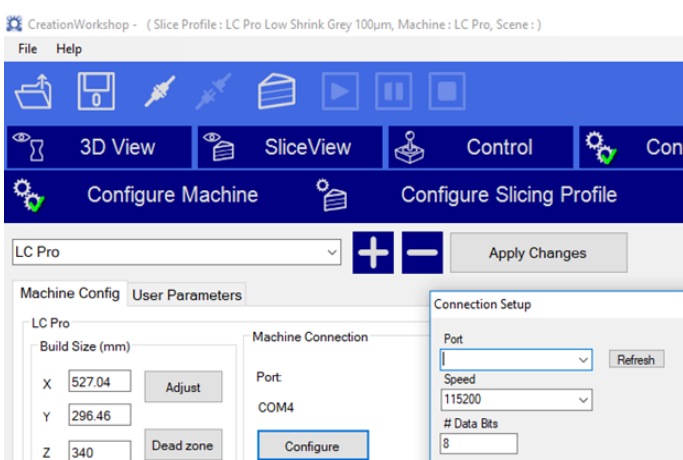 CreationWorkshop - ( Slice Profile : LC Pro Low Shrink Grey 100µm, Machine : LC Pro, Scene : )
File Help
3D View SliceView Control Con
Configure Machine Configure Slicing Profile
LC Pro Apply Changes
Machine Config User Parameters
Connection Setup
LC Pro
Build Size (mm) Machine Connection Port
X 527.04 Adjust Port: Refresh
Speed
Y 296.46 COM4 115200
# Data Bits
Z 340 Dead zone Configure 8